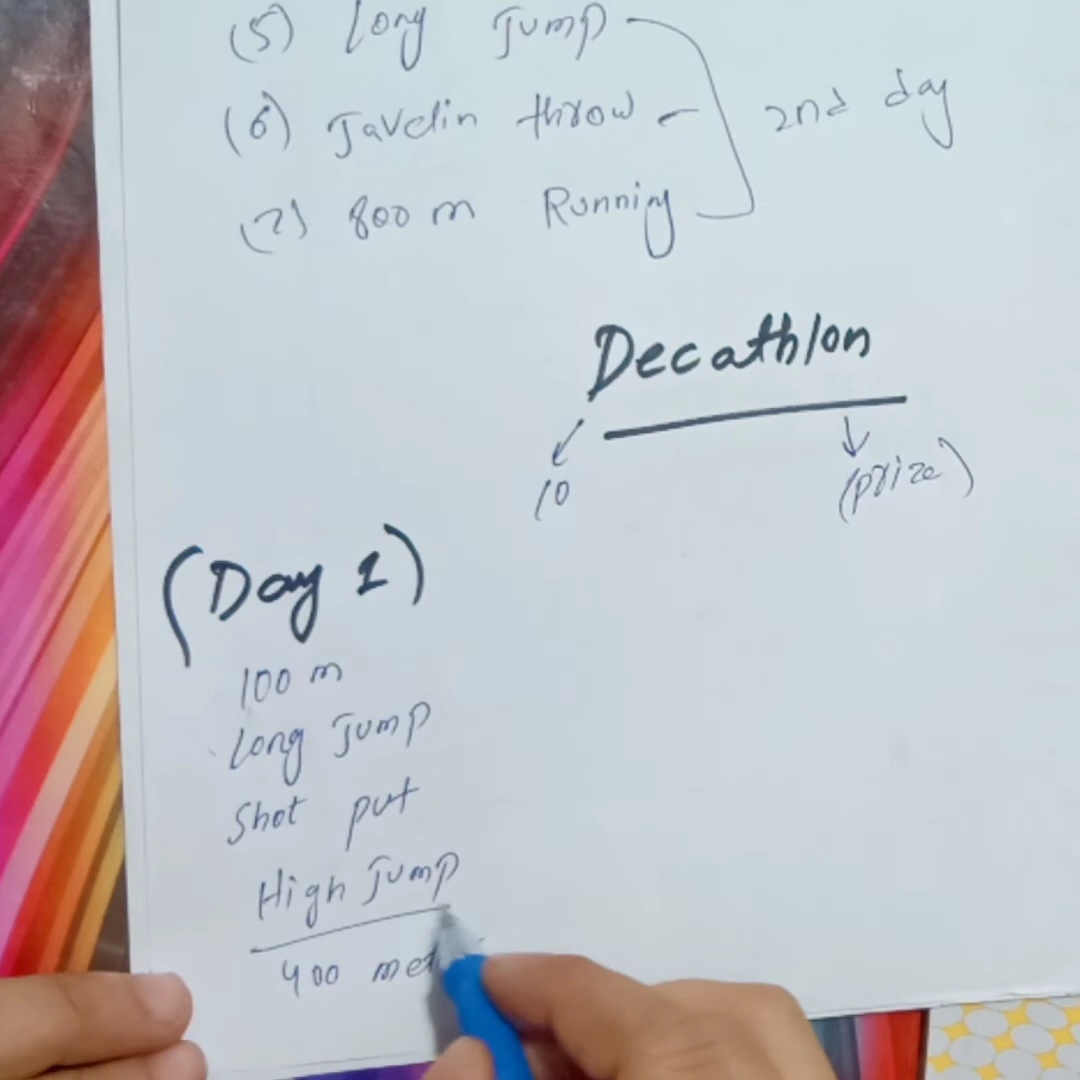 (5) Long Jump
(6) Javelin throw 2nd day
(7) 800 m Running
Decathlon
10 (prize)
(Day 1)
100 m
Long Jump
Shot put
High Jump
400 met